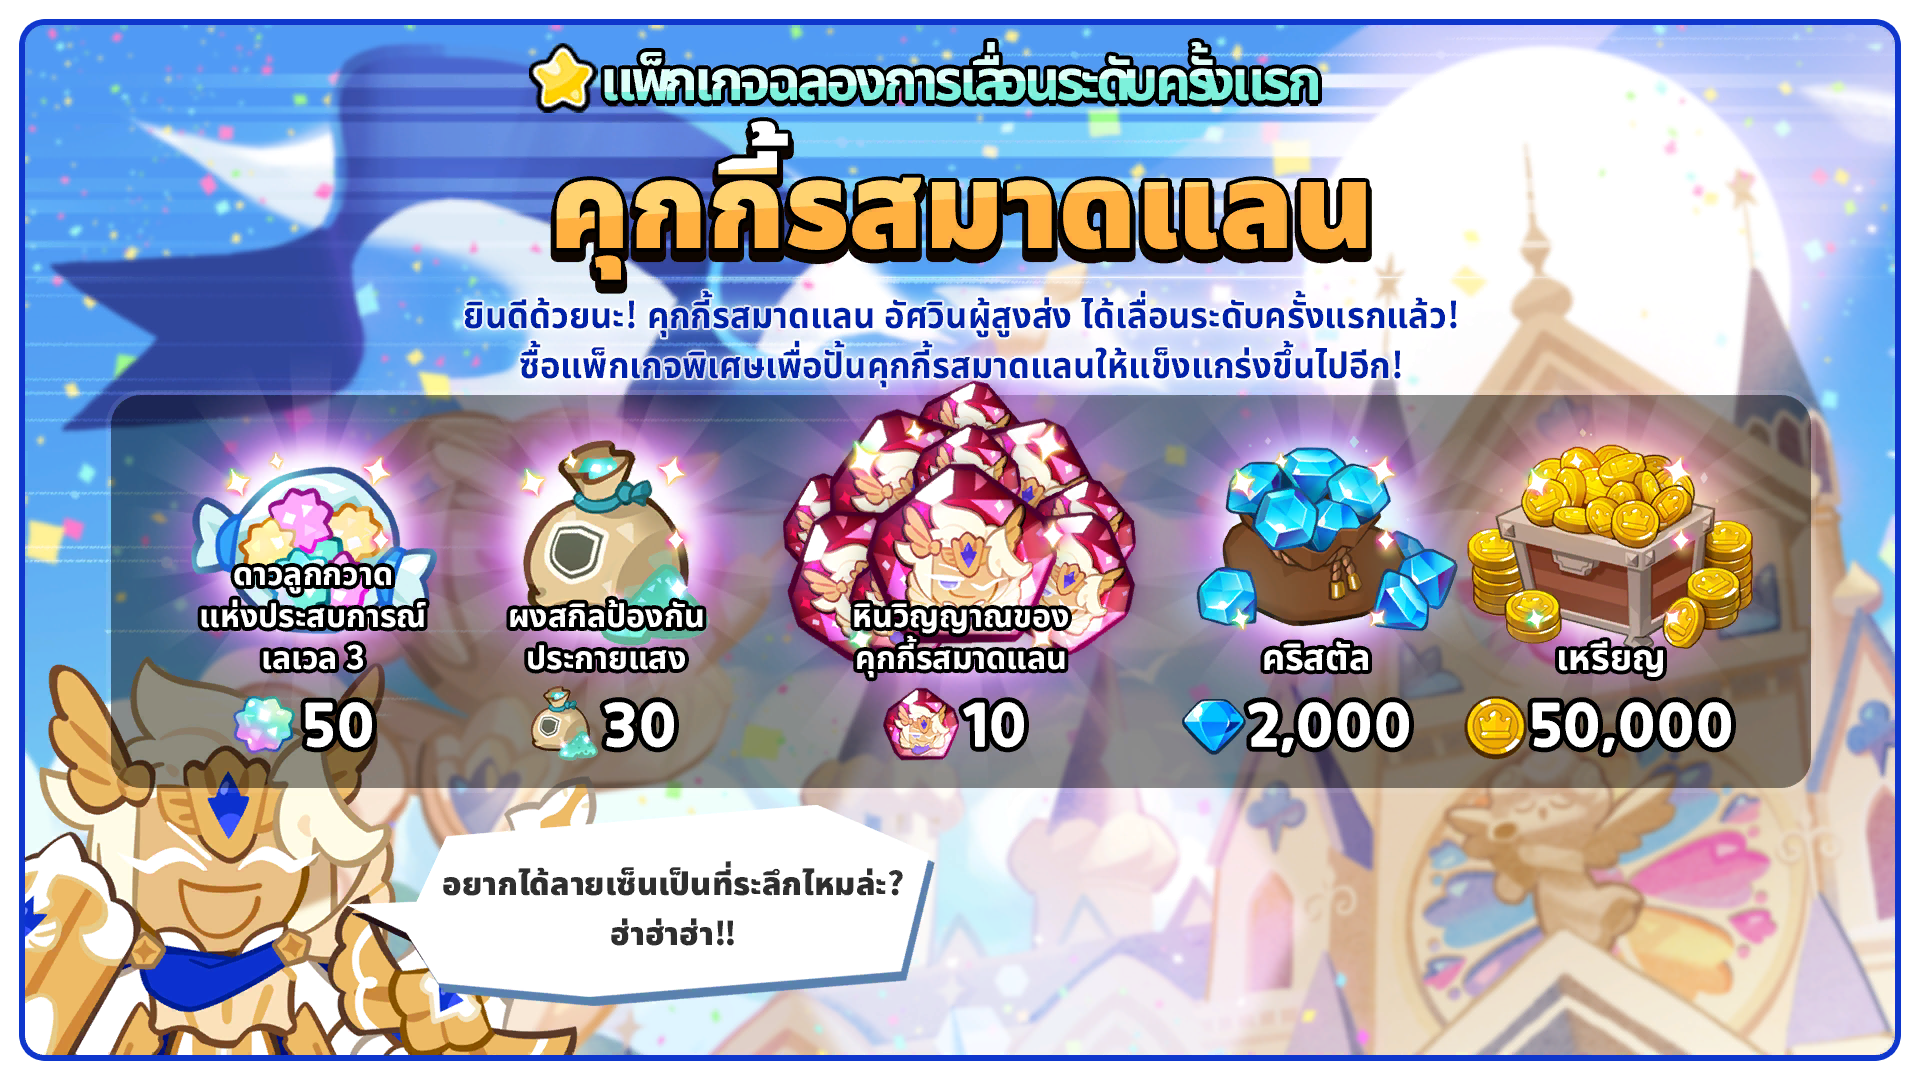 แพ็กเกจฉลองการเลื่อนระดับครั้งแรก
คุกกี้รสมาดแลน
ยินดีด้วยนะ! คุกกี้รสมาดแลน อัศวินผู้สูงส่ง ได้เลื่อนระดับครั้งแรกแล้ว!
ซื้อแพ็กเกจพิเศษเพื่อปั้นคุกกี้รสมาดแลนให้แข็งแกร่งขึ้นไปอีก!
ดาวลูกกวาด
แห่งประสบการณ์
เลเวล 3
50
ผงสกิลป้องกัน
ประกายแสง
30
หินวิญญาณของ
คุกกี้รสมาดแลน
10
คริสตัล
2,000
เหรียญ
50,000
อยากได้ลายเซ็นเป็นที่ระลึกไหมล่ะ?
ฮ่าฮ่าฮ่า!!